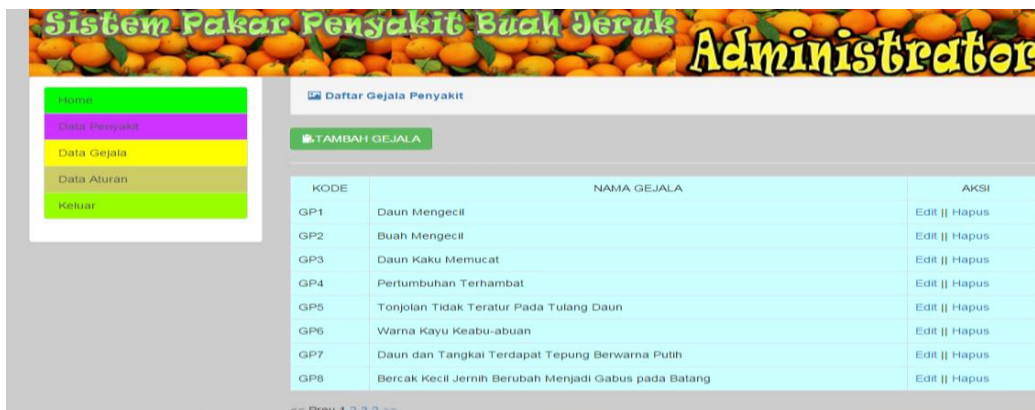 Sistem Pakar Penyakit Buah Jeruk
Administrator
Home
Data Penyakit
Data Gejala
Data Aturan
Keluar
Daftar Gejala Penyakit
TAMBAH GEJALA
KODE NAMA GEJALA AKSI
GP1 Daun Mengecil Edit || Hapus
GP2 Buah Mengecil Edit || Hapus
GP3 Daun Kaku Memucat Edit || Hapus
GP4 Pertumbuhan Terhambat Edit || Hapus
GP5 Tonjolan Tidak Teratur Pada Tulang Daun Edit || Hapus
GP6 Warna Kayu Keabu-abuan Edit || Hapus
GP7 Daun dan Tangkai Terdapat Tepung Berwarna Putih Edit || Hapus
GP8 Bercak Kecil Jernih Berubah Menjadi Gabus pada Batang Edit || Hapus
<< Prev 1 2 3